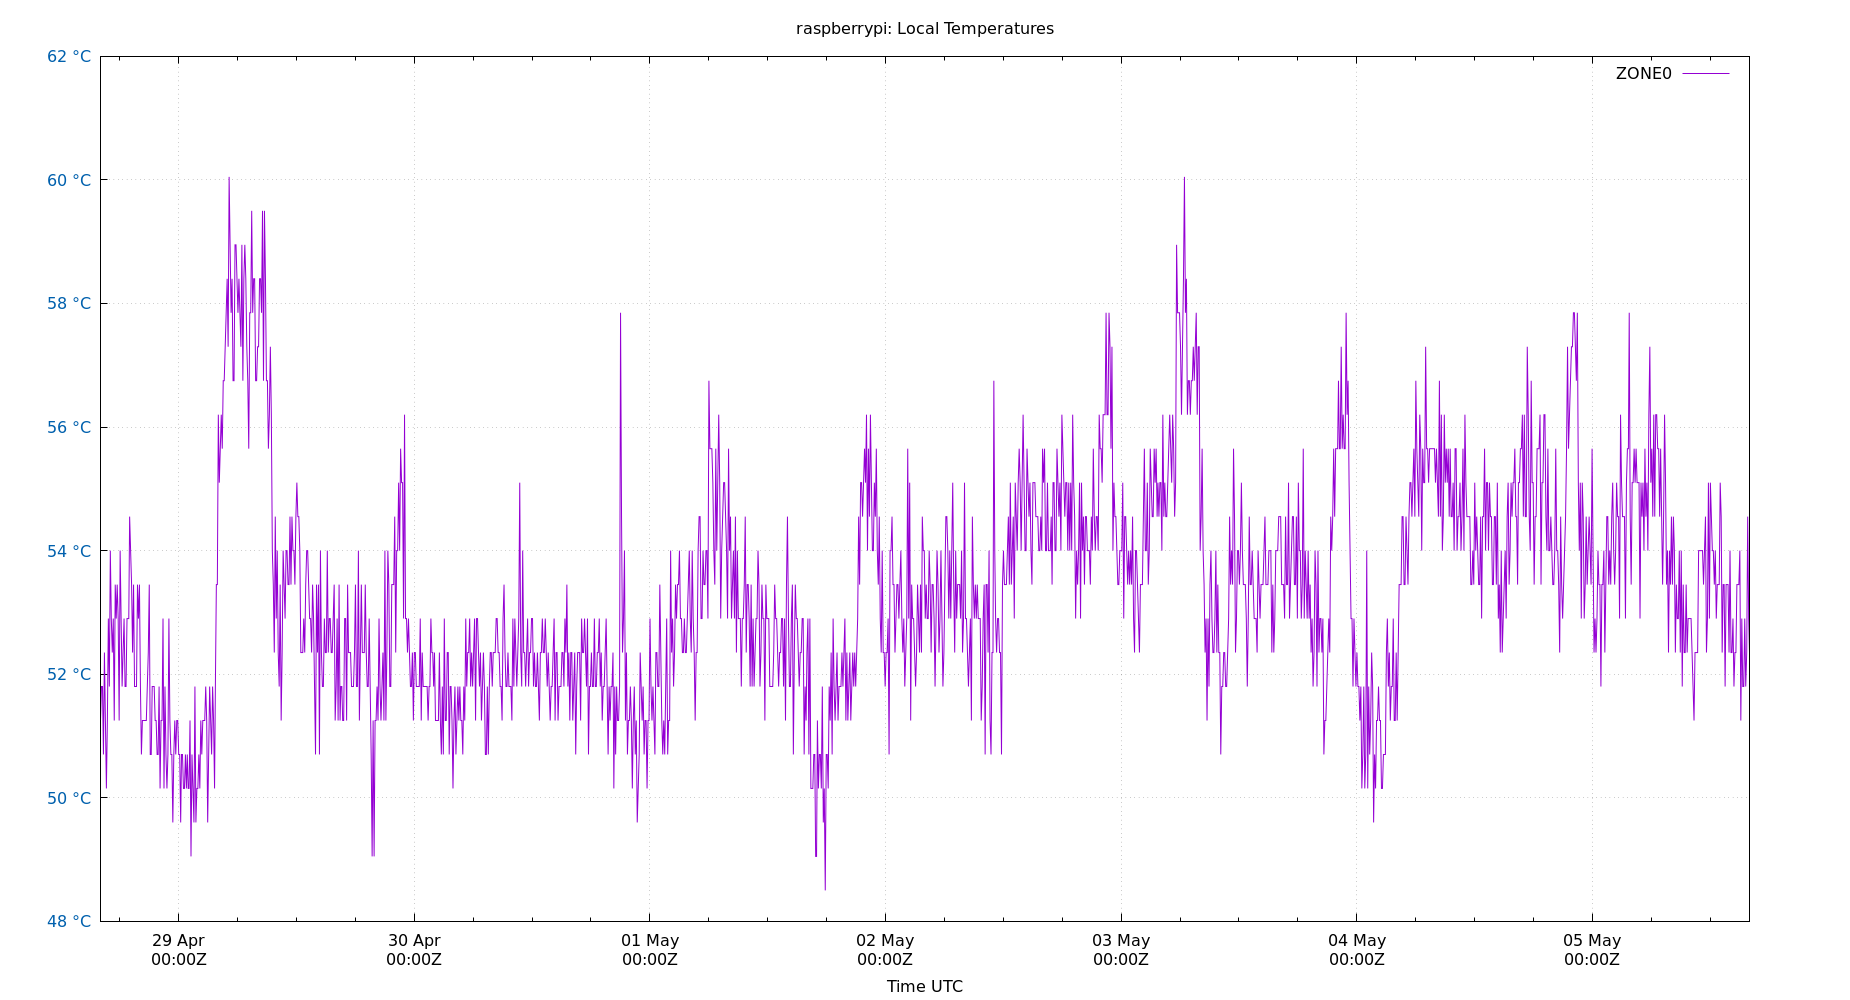 raspberrypi: Local Temperatures
62 °C
ZONE0
60 °C
58 °C
56 °C
54 °C
52 °C
50 °C
48 °C
29 Apr 30 Apr 01 May 02 May 03 May 04 May 05 May
00:00Z 00:00Z 00:00Z 00:00Z 00:00Z 00:00Z 00:00Z
Time UTC